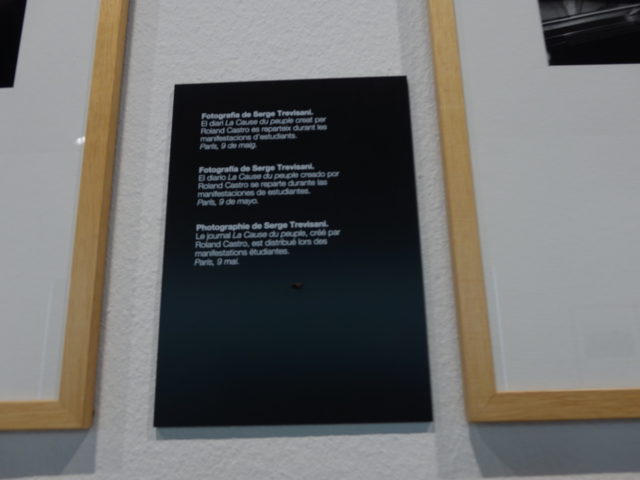 Fotografia de Serge Trevisani.
El diari La Cause du peuple creat per
Roland Castro es reparteix durant les
manifestacions d'estudiants.
París, 9 de maig.
Fotografía de Serge Trevisani.
El diario La Cause du peuple creado por
Roland Castro se reparte durante las
manifestaciones de estudiantes.
París, 9 de mayo.
Photographie de Serge Trevisani.
Le journal La Cause du peuple, créé par
Roland Castro, est distribué lors des
manifestations étudiantes.
Paris, 9 mai.